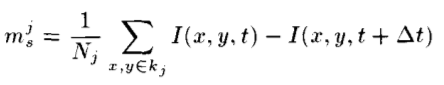 m_s^j = \frac{1}{N_j} \sum_{x,y \in k_j} I(x,y,t) - I(x,y,t+\Delta t)